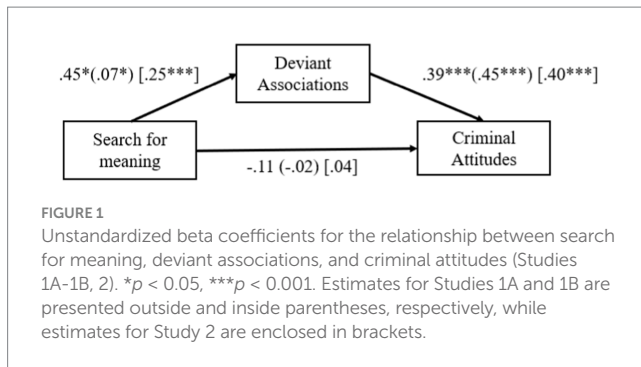 .45*(.07*) [.25***]
Deviant
Associations
.39***(.45***) [.40***]
Search for
meaning
-.11 (-.02) [.04]
Criminal
Attitudes
FIGURE 1
Unstandardized beta coefficients for the relationship between search
for meaning, deviant associations, and criminal attitudes (Studies
1A-1B, 2). *p < 0.05, ***p < 0.001. Estimates for Studies 1A and 1B are
presented outside and inside parentheses, respectively, while
estimates for Study 2 are enclosed in brackets.